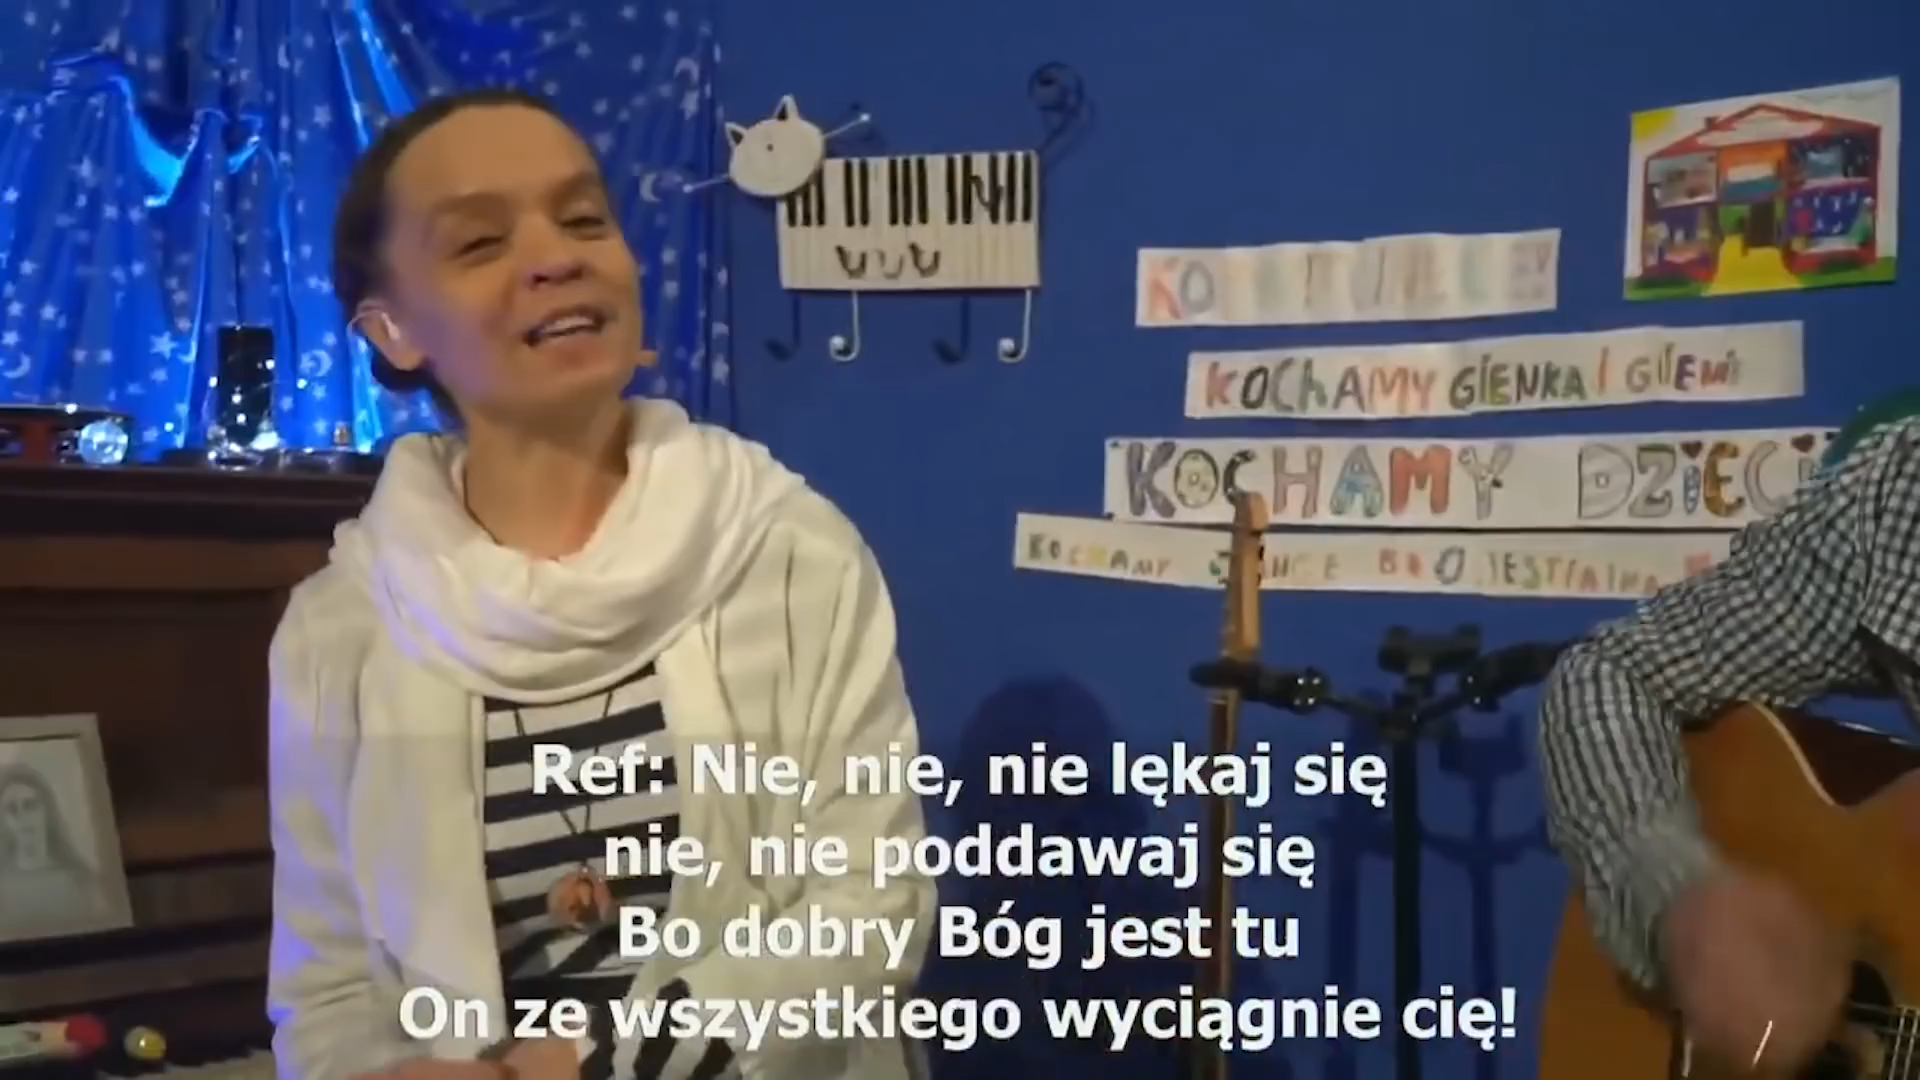 KOCHAMY GIENKA I GIENI
KOCHAMY DZIECI
KOCHAMY
Ref: Nie, nie, nie lękaj się
nie, nie poddawaj się
Bo dobry Bóg jest tu
On ze wszystkiego wyciągnie cię!